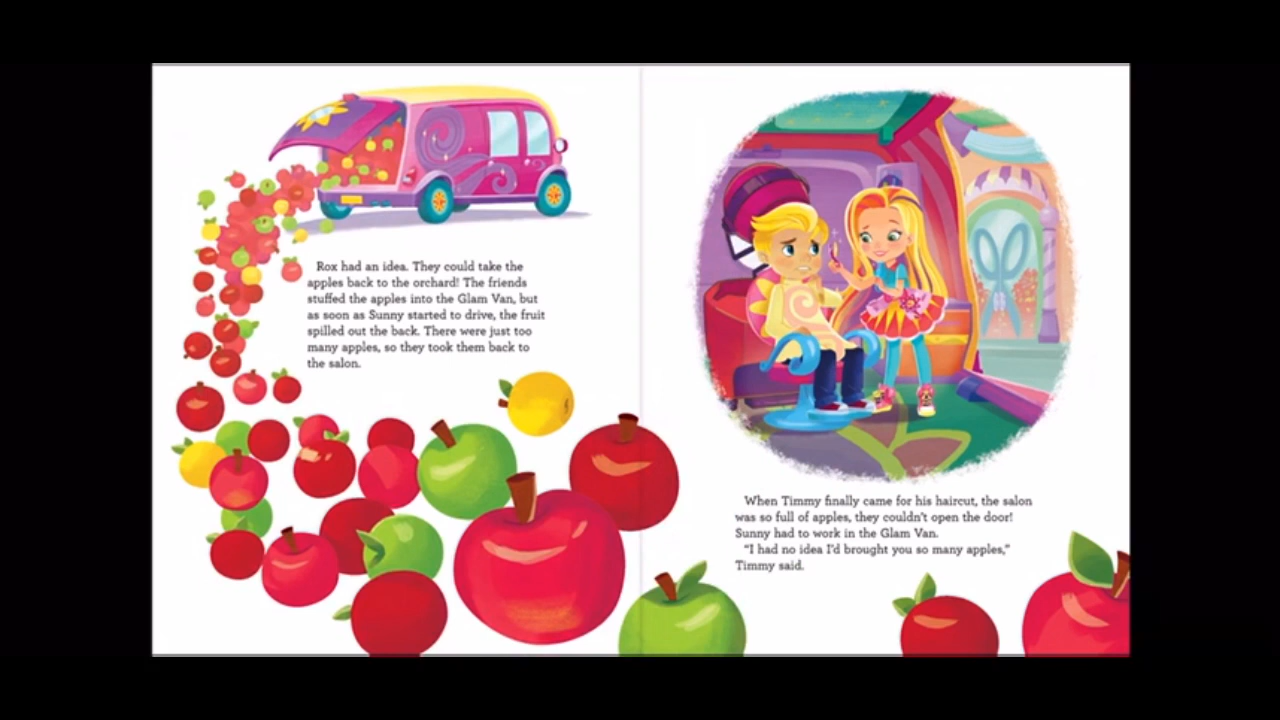 Rox had an idea. They could take the
apples back to the orchard! The friends
stuffed the apples into the Glam Van, but
as soon as Sunny started to drive, the fruit
spilled out the back. There were just too
many apples, so they took them back to
the salon.
When Timmy finally came for his haircut, the salon
was so full of apples, they couldn't open the door!
Sunny had to work in the Glam Van.
"I had no idea I'd brought you so many apples,"
Timmy said.